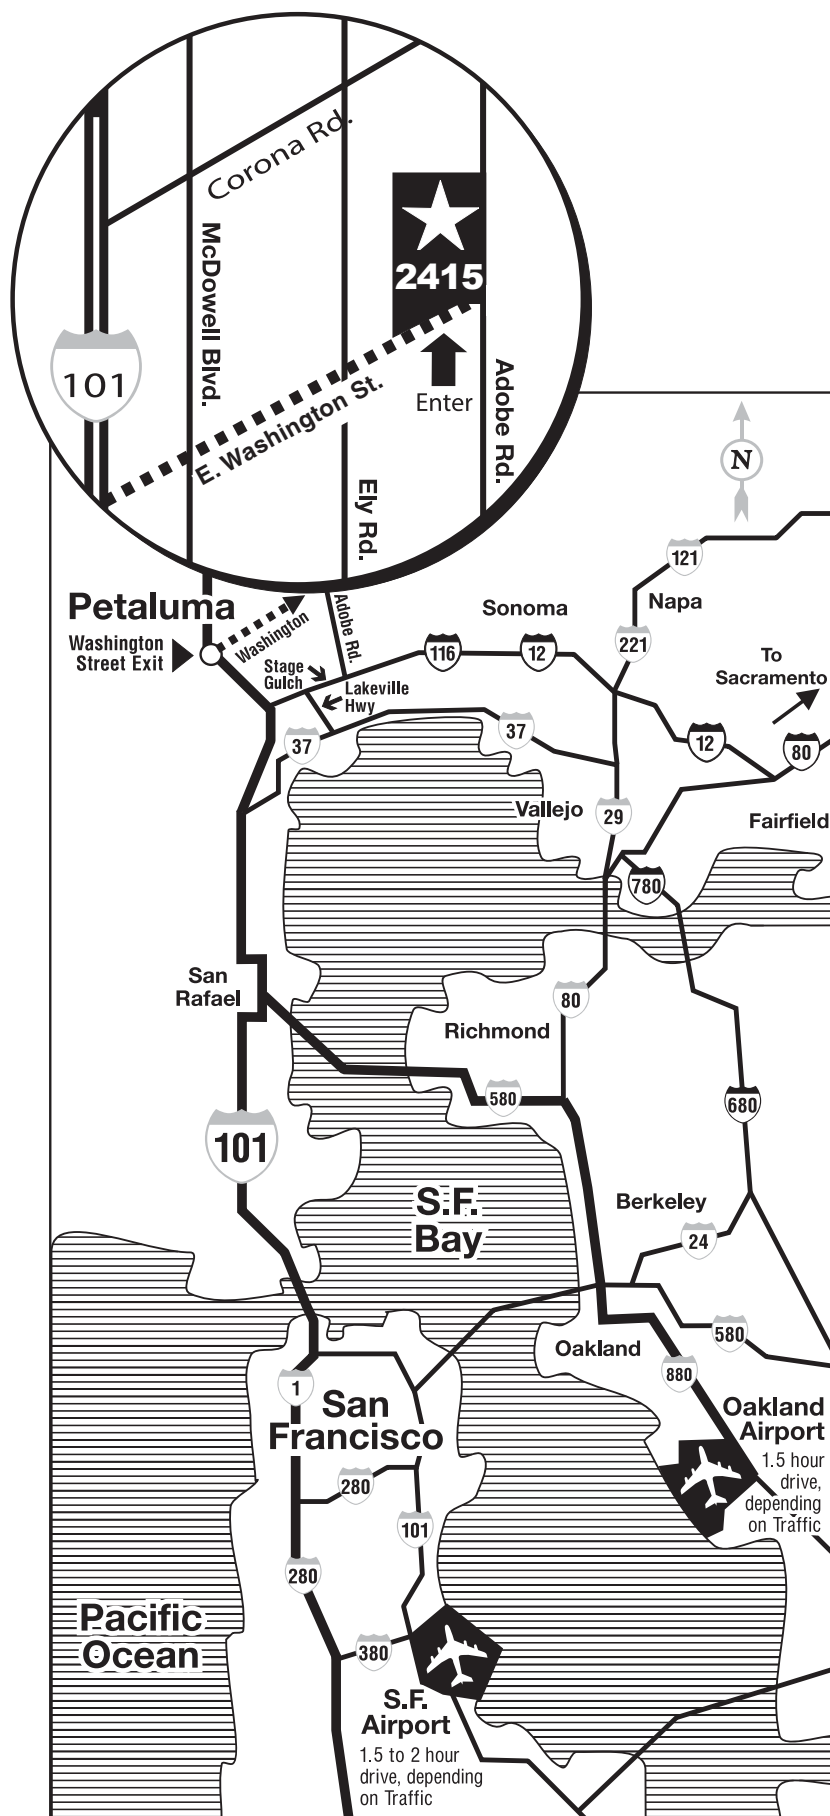 Corona Rd.
McDowell Blvd.
2415
101
E. Washington St.
Enter
Adobe Rd.
Ely Rd.
N
121
Petaluma
Washington
Street Exit
Washington
Adobe Rd.
Sonoma
Napa
221
116
12
To
Sacramento
Stage
Gulch
Lakeville
Hwy
37
37
12
80
Vallejo
29
Fairfield
780
San
Rafael
80
Richmond
580
680
101
S.F.
Bay
Berkeley
24
580
Oakland
880
1
San
Francisco
Oakland
Airport
1.5 hour
drive,
depending
on Traffic
280
101
280
Pacific
Ocean
380
S.F.
Airport
1.5 to 2 hour
drive, depending
on Traffic